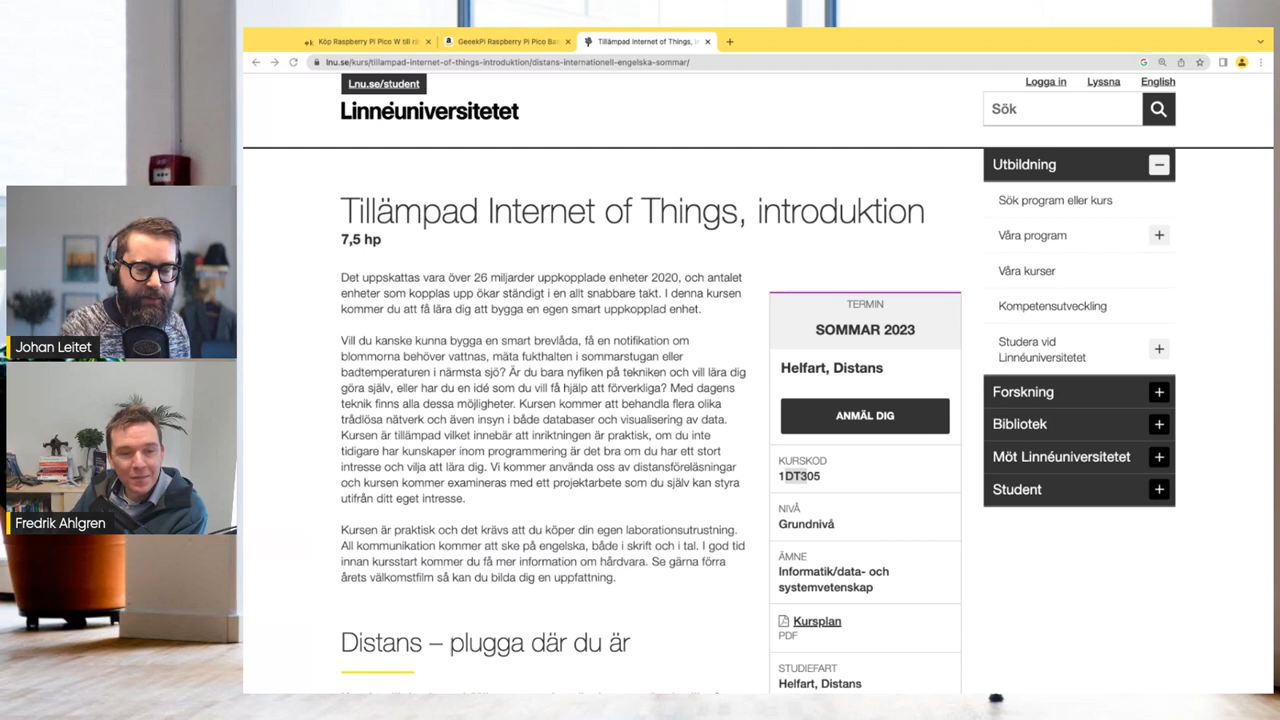 Köp Raspberry Pi Pico W till rä
GeeekPi Raspberry Pi Pico Bas
Tillämpad Internet of Things, in
lnu.se/kurs/tillampad-internet-of-things-introduktion/distans-internationell-engelska-sommar/
Lnu.se/student
Logga in
Lyssna
English
Linnéuniversitetet
Sök
Tillämpad Internet of Things, introduktion
7,5 hp
Det uppskattas vara över 26 miljarder uppkopplade enheter 2020, och antalet
enheter som kopplas upp ökar ständigt i en allt snabbare takt. I denna kursen
kommer du att få lära dig att bygga en egen smart uppkopplad enhet.
Vill du kanske kunna bygga en smart brevlåda, få en notifikation om
blommorna behöver vattnas, mäta fukthalten i sommarstugan eller
badtemperaturen i närmsta sjö? Är du bara nyfiken på tekniken och vill lära dig
göra själv, eller har du en idé som du vill få hjälp att förverkliga? Med dagens
teknik finns alla dessa möjligheter. Kursen kommer att behandla flera olika
trådlösa nätverk och även insyn i både databaser och visualisering av data.
Kursen är tillämpad vilket innebär att inriktningen är praktisk, om du inte
tidigare har kunskaper inom programmering är det bra om du har ett stort
intresse och vilja att lära dig. Vi kommer använda oss av distansföreläsningar
och kursen kommer examineras med ett projektarbete som du själv kan styra
utifrån ditt eget intresse.
Kursen är praktisk och det krävs att du köper din egen laborationsutrustning.
All kommunikation kommer att ske på engelska, både i skrift och i tal. I god tid
innan kursstart kommer du få mer information om hårdvara. Se gärna förra
årets välkomstfilm så kan du bilda dig en uppfattning.
Distans – plugga där du är
TERMIN
SOMMAR 2023
Helfart, Distans
ANMÄL DIG
KURSKOD
1DT305
NIVÅ
Grundnivå
ÄMNE
Informatik/data- och
systemvetenskap
Kursplan
PDF
STUDIEFART
Helfart, Distans
Utbildning
Sök program eller kurs
Våra program
Våra kurser
Kompetensutveckling
Studera vid
Linnéuniversitetet
Forskning
Bibliotek
Möt Linnéuniversitetet
Student
Johan Leitet
Fredrik Ahlgren